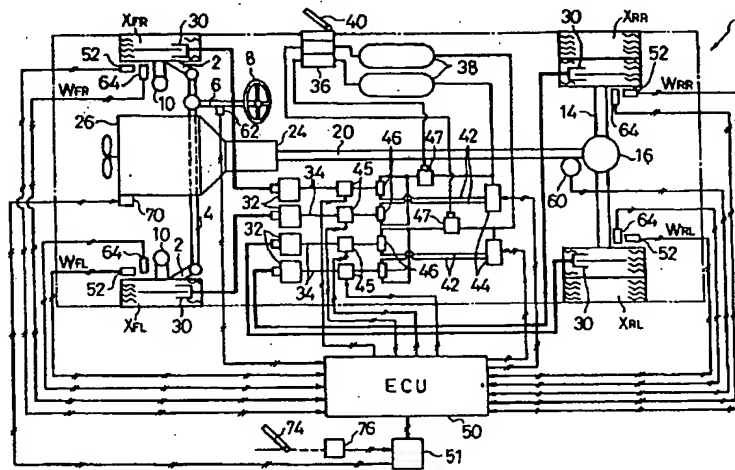 XFR 30 40 30 XRR
52 2 8 36 38 52
WFR 64 10 6 WRR
26 24 62 20 47 14 64
46 42 16
32 34 45 60
70 4 47
WFL 64 10 2 32 34 45 46 42 44 64 WRL
52 52
XFL 30 30 XRL
ECU
50
74 76 51